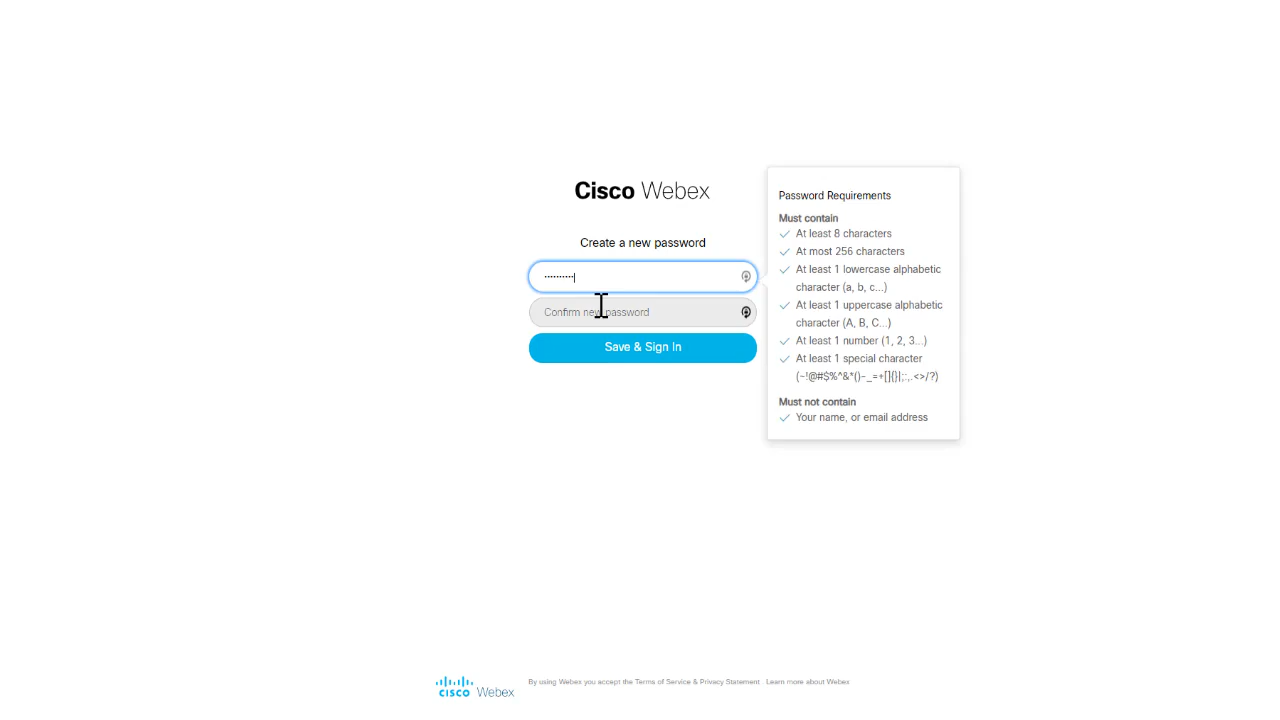 Cisco Webex
Create a new password
Confirm new password
Save & Sign In
Password Requirements
Must contain
At least 8 characters
At most 256 characters
At least 1 lowercase alphabetic
character (a, b, c...)
At least 1 uppercase alphabetic
character (A, B, C...)
At least 1 number (1, 2, 3...)
At least 1 special character
(~!@#$%^&*()-_=+[]{}|;:,.<>/?)
Must not contain
Your name, or email address
cisco Webex
By using Webex you accept the Terms of Service & Privacy Statement . Learn more about Webex